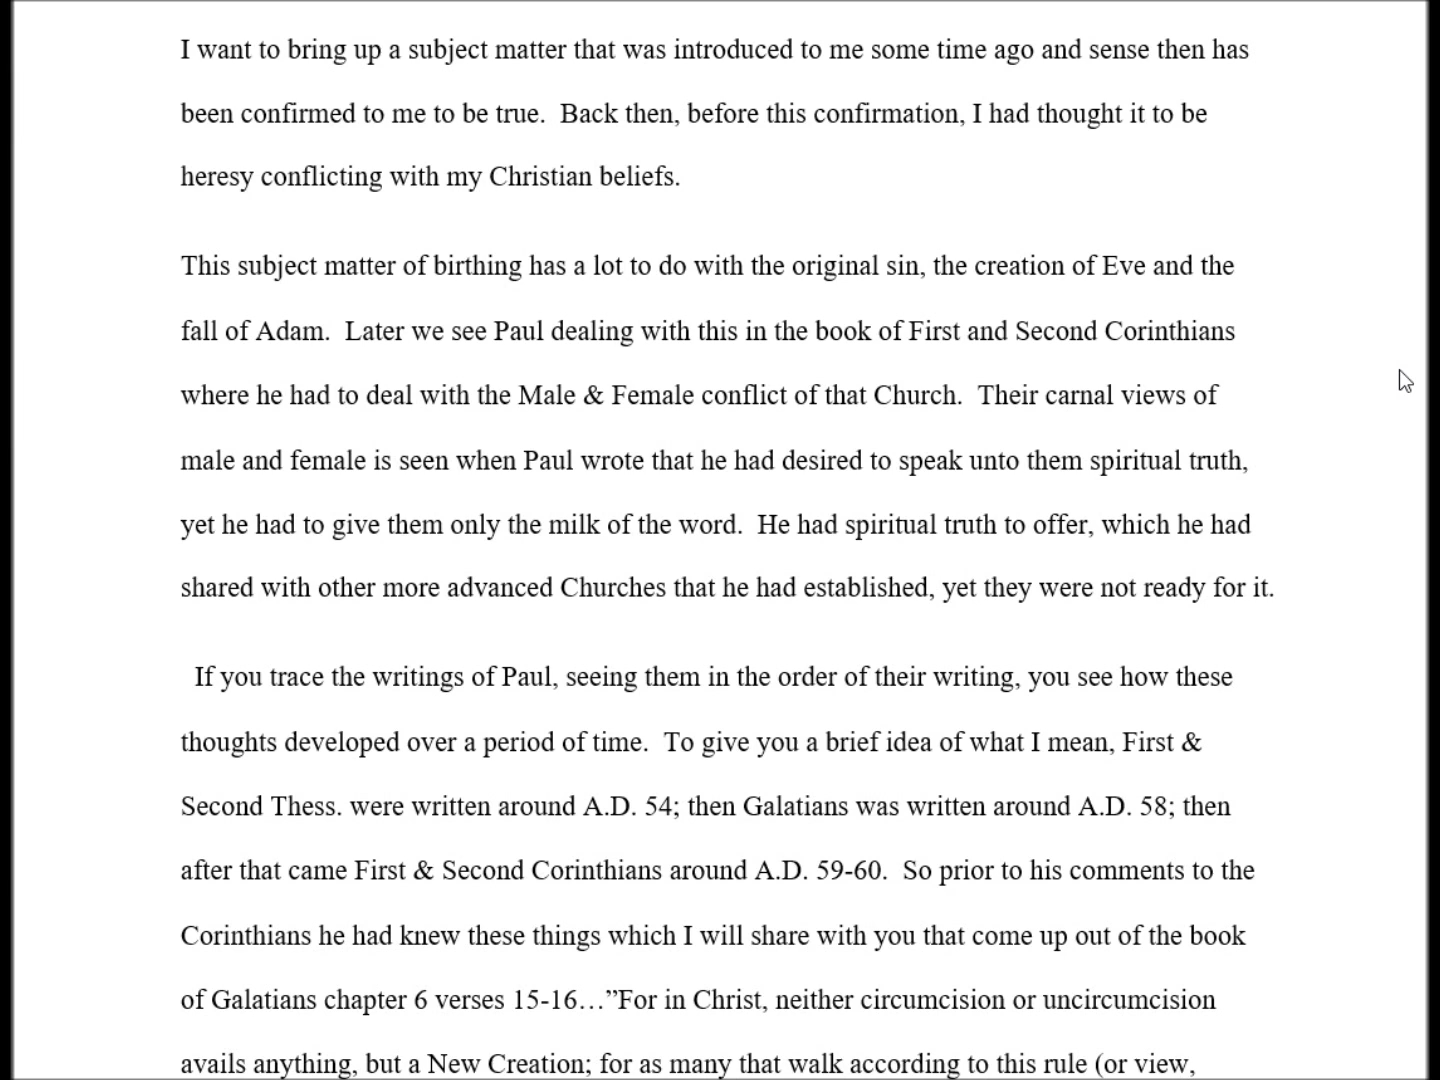 I want to bring up a subject matter that was introduced to me some time ago and sense then has
been confirmed to me to be true.  Back then, before this confirmation, I had thought it to be
heresy conflicting with my Christian beliefs.
This subject matter of birthing has a lot to do with the original sin, the creation of Eve and the
fall of Adam.  Later we see Paul dealing with this in the book of First and Second Corinthians
where he had to deal with the Male & Female conflict of that Church.  Their carnal views of
male and female is seen when Paul wrote that he had desired to speak unto them spiritual truth,
yet he had to give them only the milk of the word.  He had spiritual truth to offer, which he had
shared with other more advanced Churches that he had established, yet they were not ready for it.
If you trace the writings of Paul, seeing them in the order of their writing, you see how these
thoughts developed over a period of time.  To give you a brief idea of what I mean, First &
Second Thess. were written around A.D. 54; then Galatians was written around A.D. 58; then
after that came First & Second Corinthians around A.D. 59-60.  So prior to his comments to the
Corinthians he had knew these things which I will share with you that come up out of the book
of Galatians chapter 6 verses 15-16…”For in Christ, neither circumcision or uncircumcision
avails anything, but a New Creation; for as many that walk according to this rule (or view,